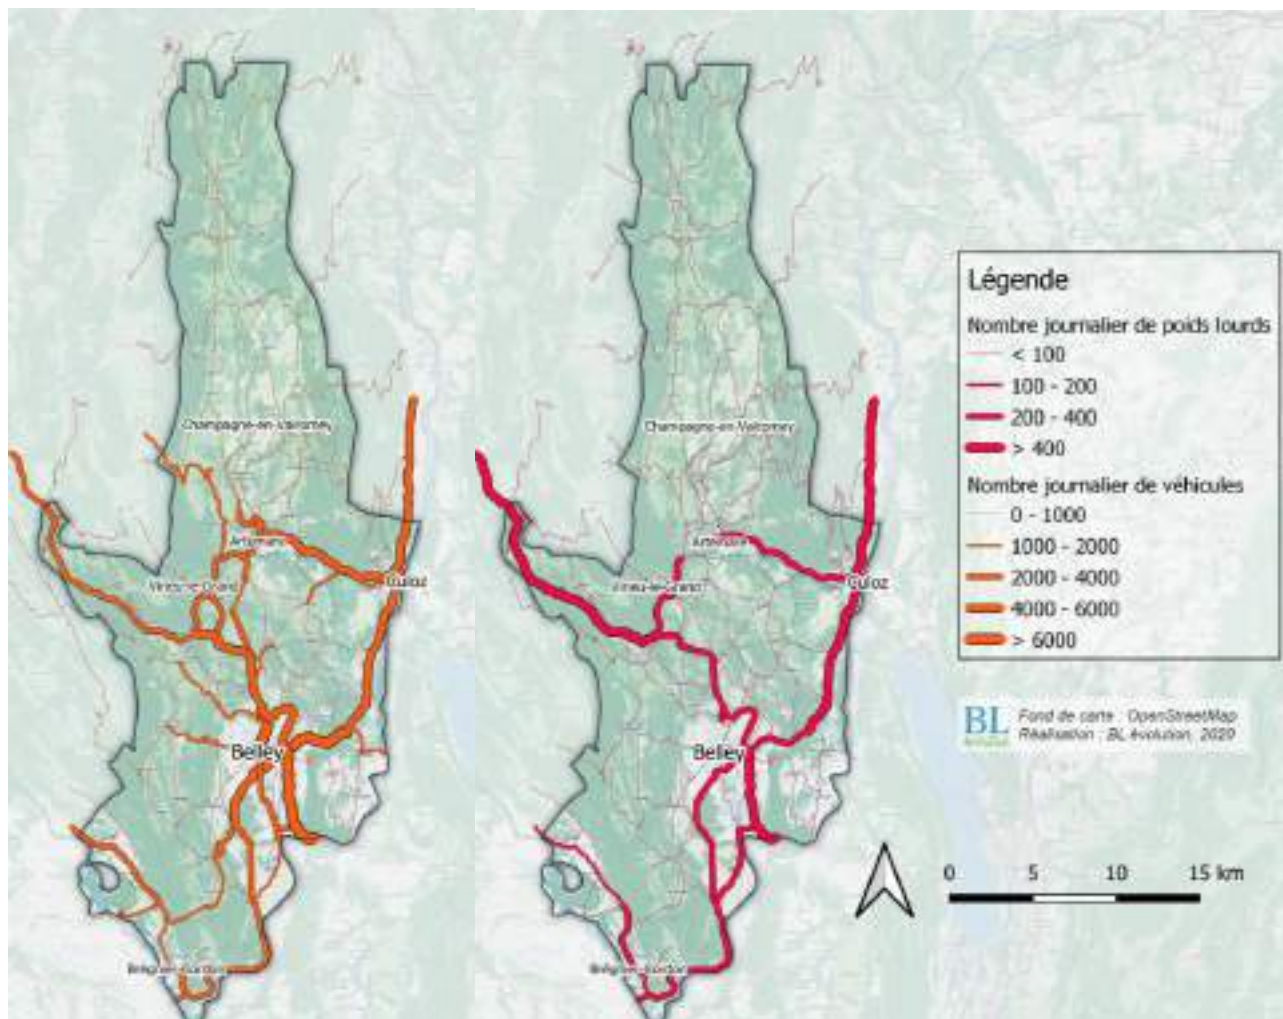 Champagne-en-Valromey
Artemare
Culoz
Virieu-le-Grand
Belley
Brégnier-Cordon
Champagne-en-Valromey
Artemare
Culoz
Virieu-le-Grand
Belley
Brégnier-Cordon
Légende
Nombre journalier de poids lourds
< 100
100 - 200
200 - 400
> 400
Nombre journalier de véhicules
0 - 1000
1000 - 2000
2000 - 4000
4000 - 6000
> 6000
BL
Fond de carte : OpenStreetMap
Réalisation : BL évolution, 2020
0 5 10 15 km